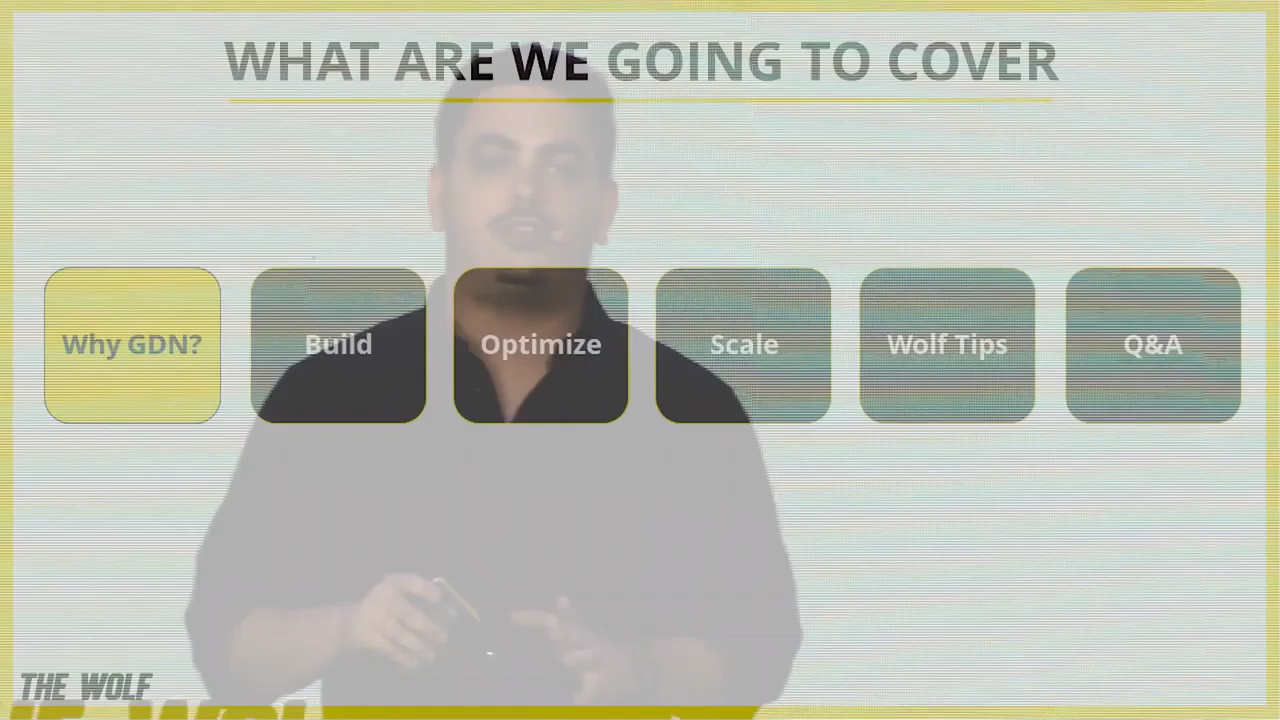 WHAT ARE WE GOING TO COVER
Why GDN?
Build
Optimize
Scale
Wolf Tips
Q&A
THE WOLF